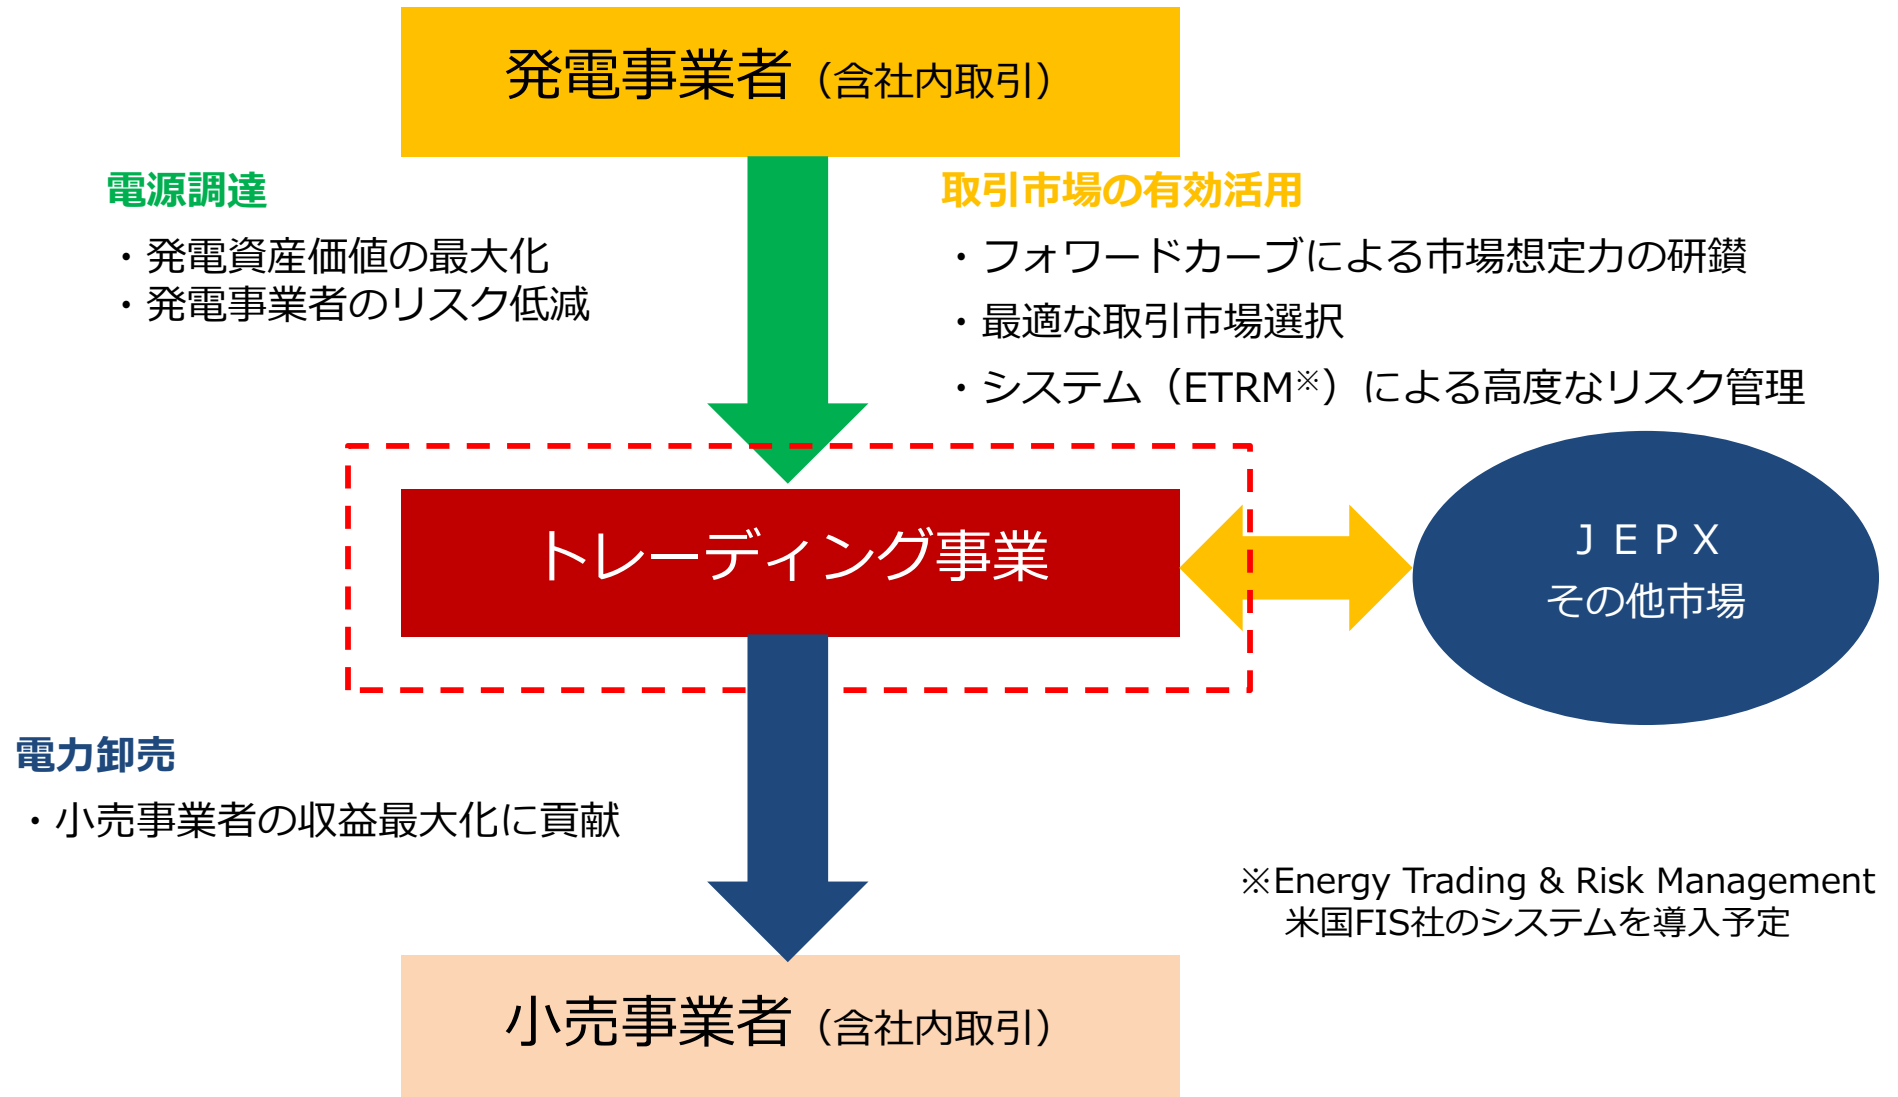 発電事業者（含社内取引）
電源調達
・発電資産価値の最大化
・発電事業者のリスク低減
取引市場の有効活用
・フォワードカーブによる市場想定力の研鑽
・最適な取引市場選択
・システム（ETRM※）による高度なリスク管理
トレーディング事業
ＪＥＰＸ
その他市場
電力卸売
・小売事業者の収益最大化に貢献
※Energy Trading & Risk Management
米国FIS社のシステムを導入予定
小売事業者（含社内取引）